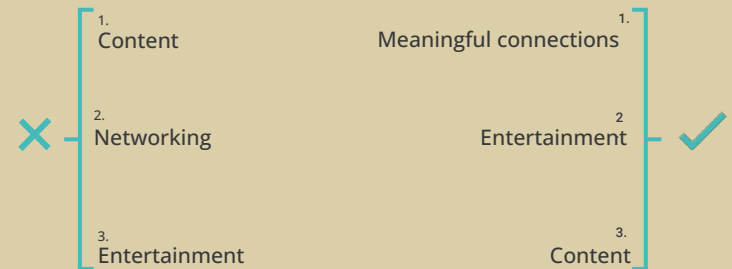 1.
Content
2.
Networking
3.
Entertainment
1.
Meaningful connections
2
Entertainment
3.
Content